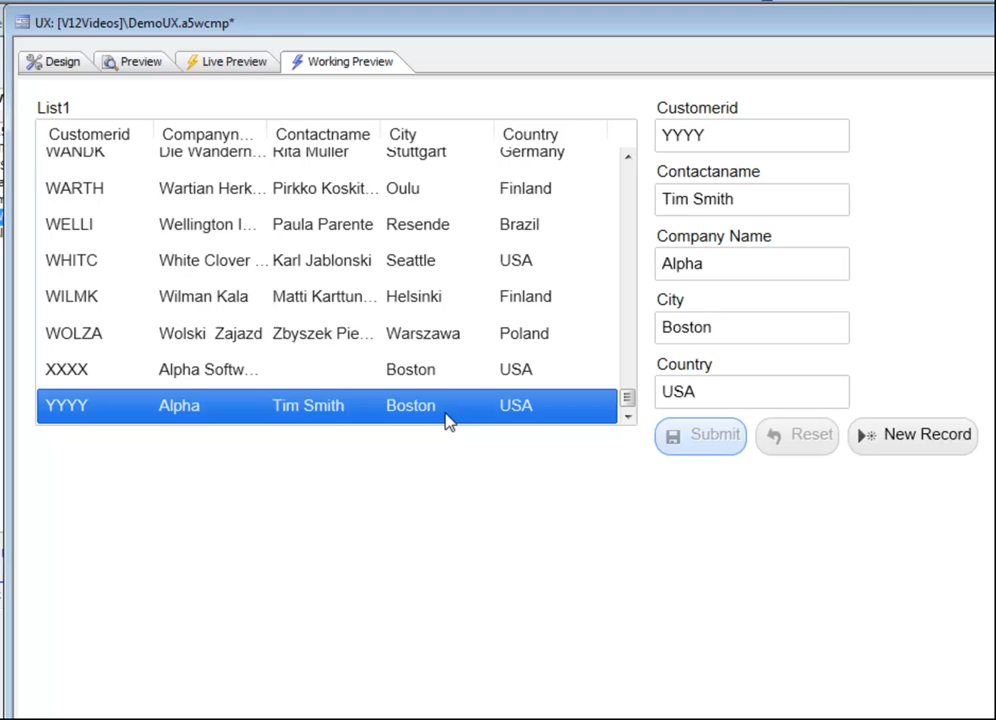 UX: [V12Videos]\DemoUX.a5wcmp*
Design Preview Live Preview Working Preview
List1
Customerid Companyn... Contactname City Country
WANDK Die Wandern... Rita Müller Stuttgart Germany
WARTH Wartian Herk... Pirkko Koskit... Oulu Finland
WELLI Wellington I... Paula Parente Resende Brazil
WHITC White Clover ... Karl Jablonski Seattle USA
WILMK Wilman Kala Matti Karttun... Helsinki Finland
WOLZA Wolski Zajazd Zbyszek Pie... Warszawa Poland
XXXX Alpha Softw... Boston USA
YYYY Alpha Tim Smith Boston USA
Customerid
YYYY
Contactaname
Tim Smith
Company Name
Alpha
City
Boston
Country
USA
Submit Reset New Record